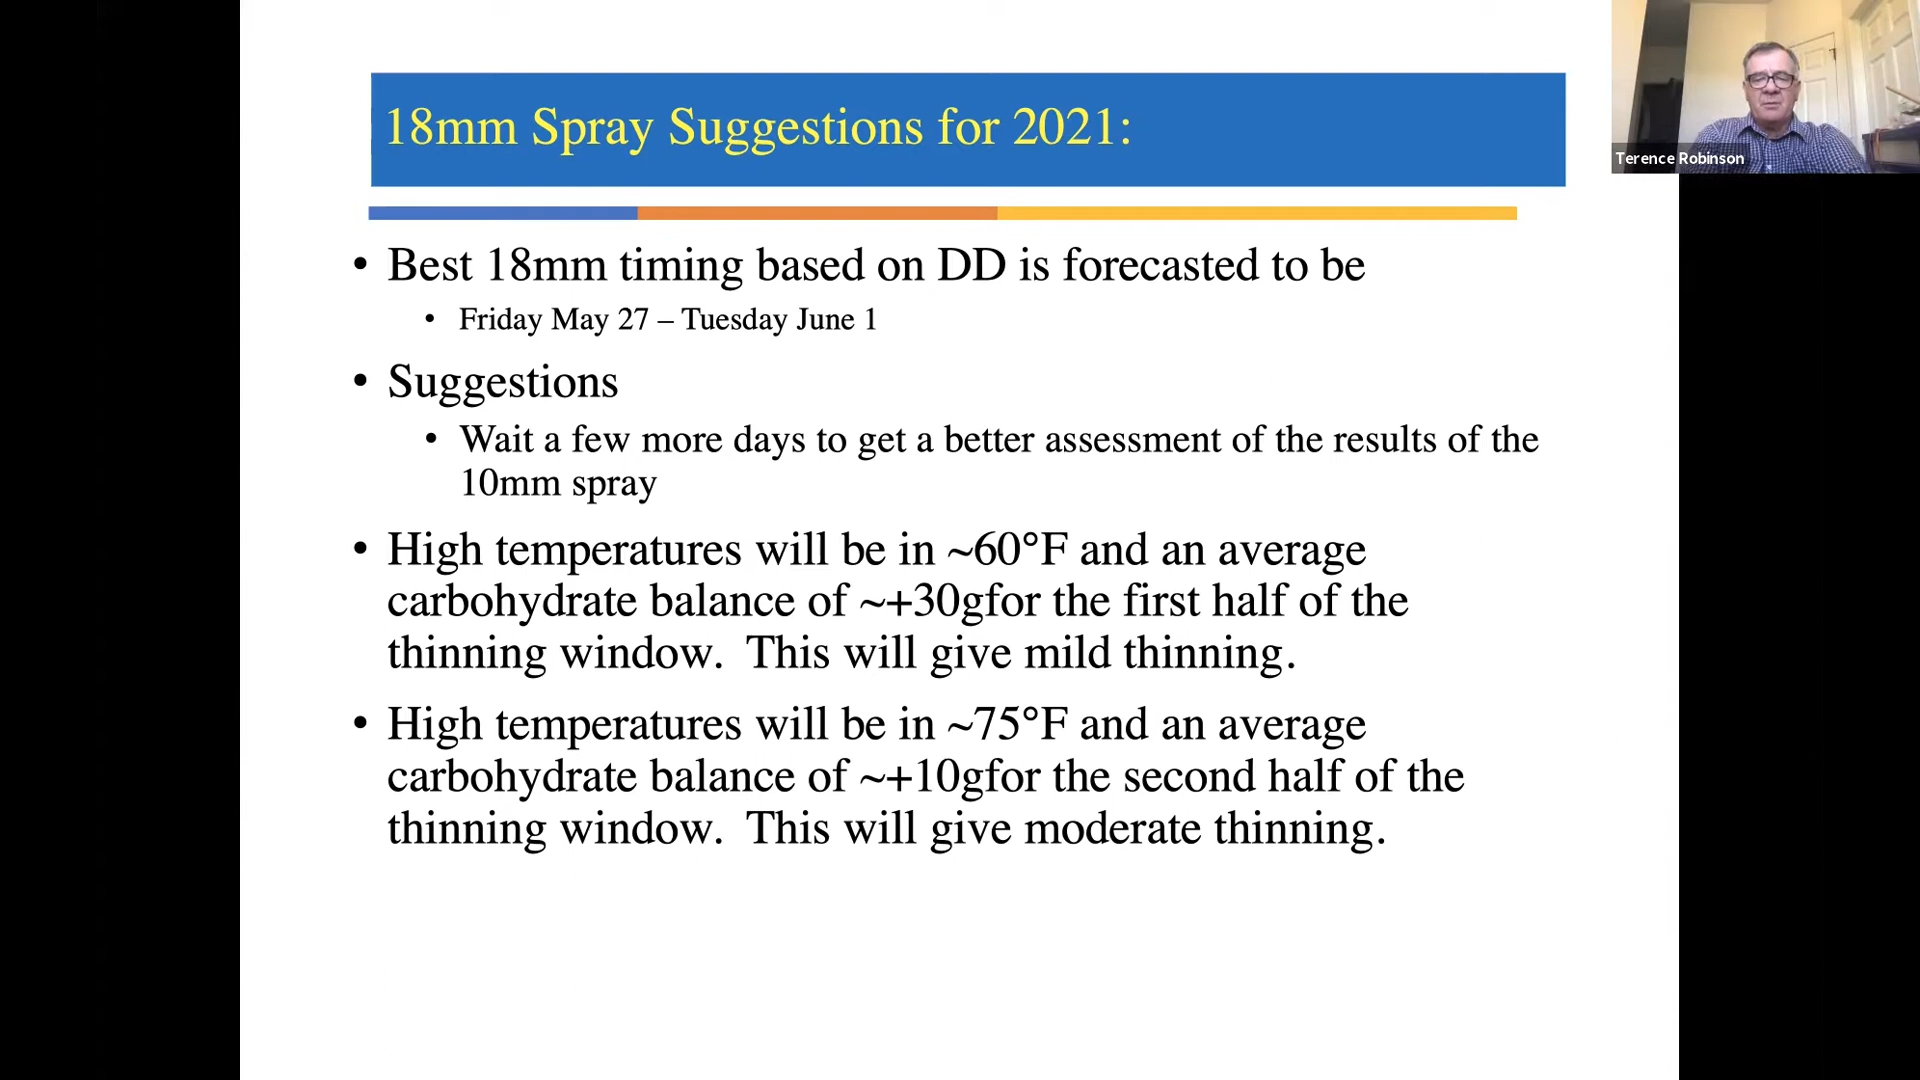 18mm Spray Suggestions for 2021:
Terence Robinson
• Best 18mm timing based on DD is forecasted to be
• Friday May 27 – Tuesday June 1
• Suggestions
• Wait a few more days to get a better assessment of the results of the
10mm spray
• High temperatures will be in ~60°F and an average
carbohydrate balance of ~+30gfor the first half of the
thinning window.  This will give mild thinning.
• High temperatures will be in ~75°F and an average
carbohydrate balance of ~+10gfor the second half of the
thinning window.  This will give moderate thinning.